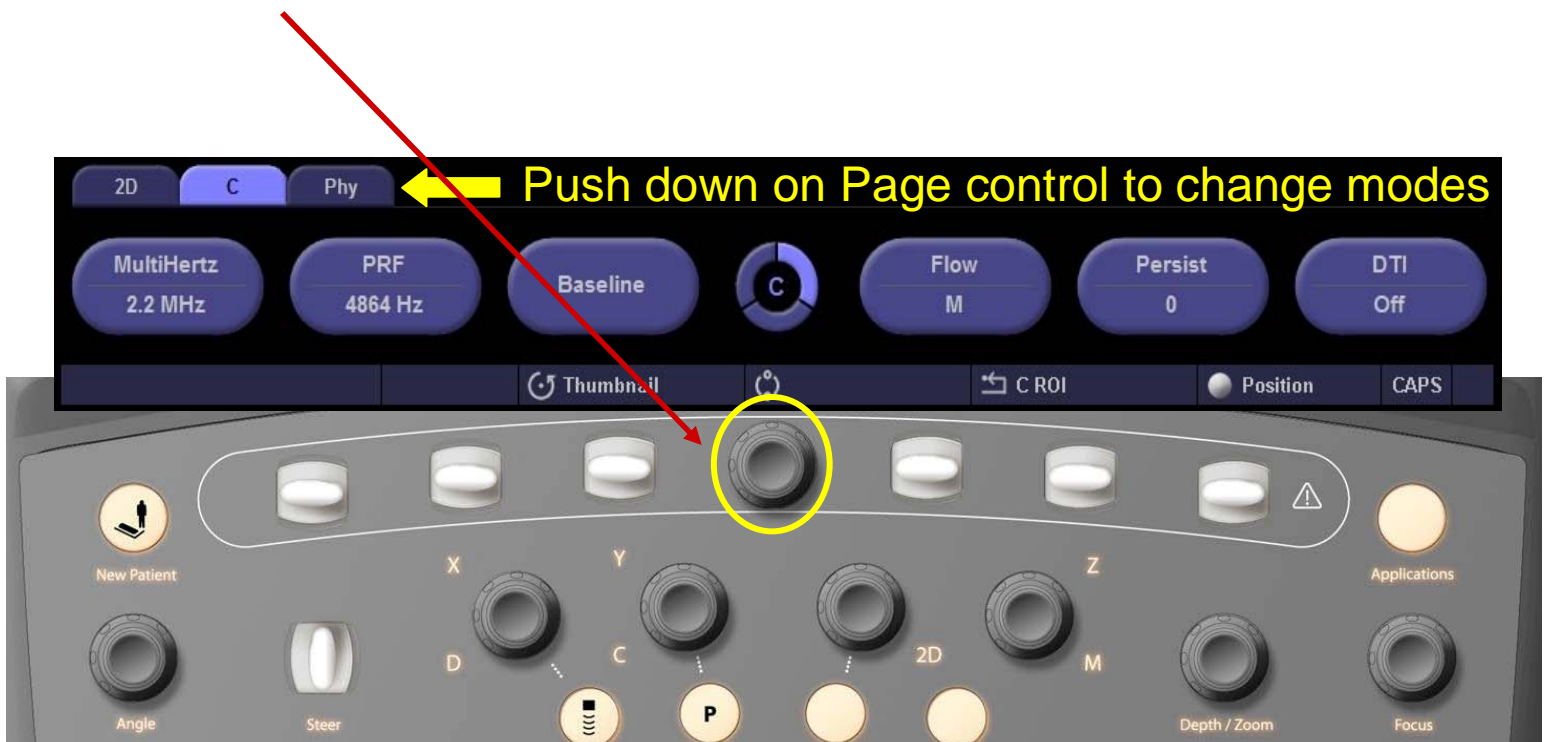 2D C Phy Push down on Page control to change modes
MultiHertz PRF Baseline C Flow Persist DTI
2.2 MHz 4864 Hz M 0 Off
Thumbnail C ROI Position CAPS
New Patient X Y Z Applications
D C 2D M
P
Angle Steer Depth / Zoom Focus